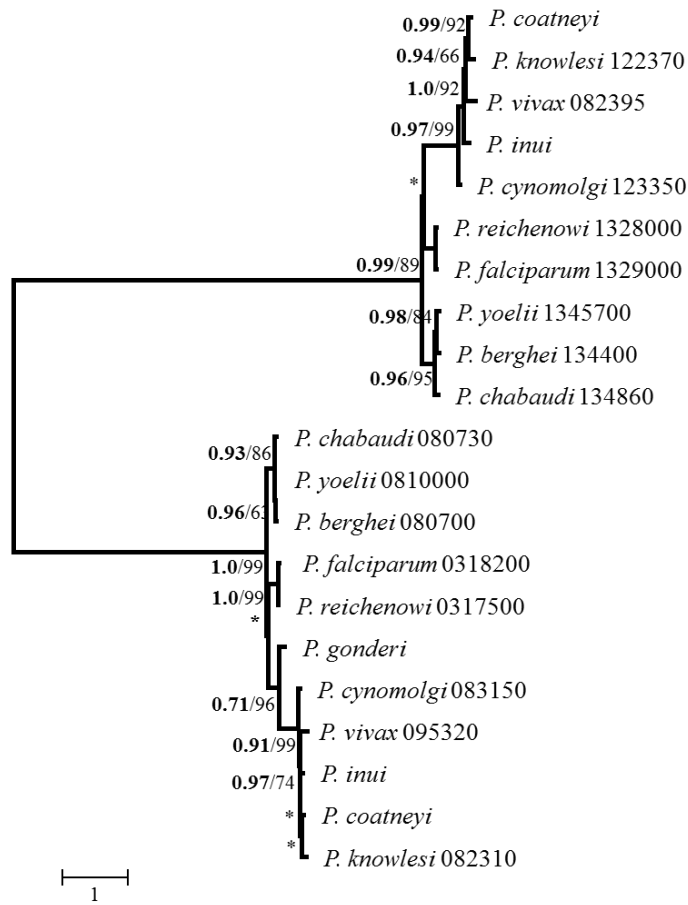 P. coatneyi
0.99/92
0.94/66
P. knowlesi 122370
1.0/92
P. vivax 082395
0.97/99
P. inui
*
P. cynomolgi 123350
P. reichenowi 1328000
0.99/89
P. falciparum 1329000
0.98/84
P. yoelii 1345700
P. berghei 134400
0.96/95
P. chabaudi 134860
P. chabaudi 080730
0.93/86
P. yoelii 0810000
0.96/63
P. berghei 080700
1.0/99
P. falciparum 0318200
1.0/99
P. reichenowi 0317500
*
P. gonderi
P. cynomolgi 083150
0.71/96
P. vivax 095320
0.91/99
P. inui
0.97/74
*
P. coatneyi
*
P. knowlesi 082310
1